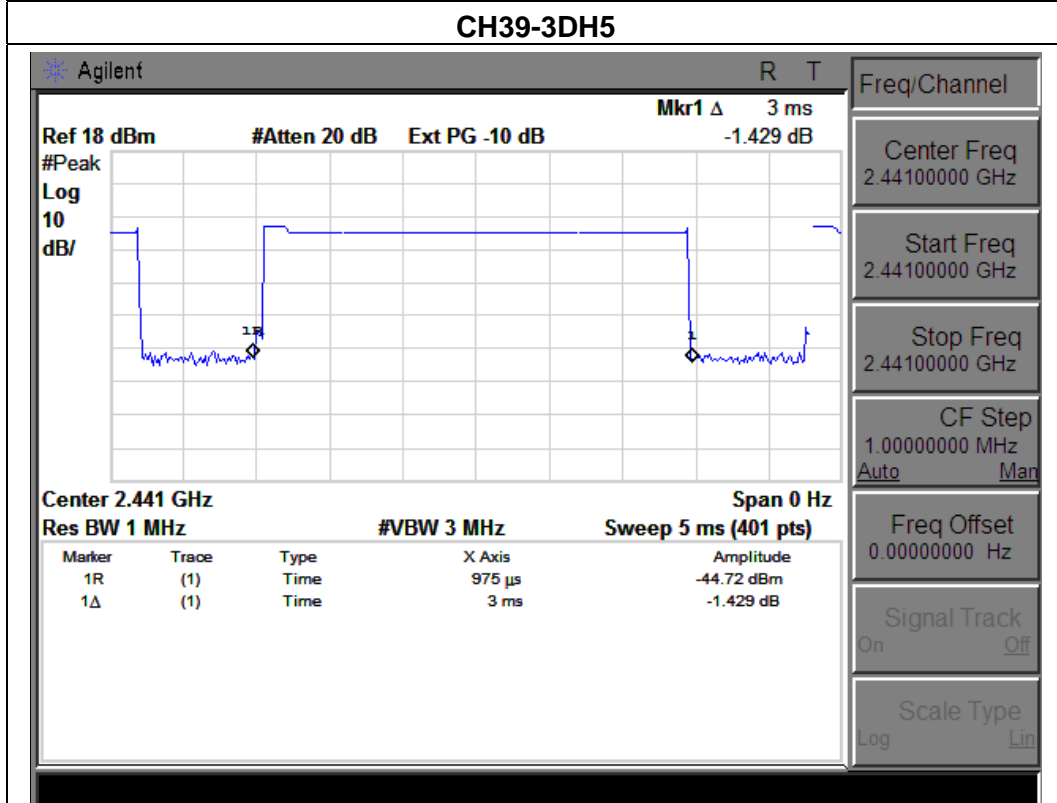 CH39-3DH5
Agilent R T
Mkr1 Δ 3 ms
Ref 18 dBm #Atten 20 dB Ext PG -10 dB -1.429 dB
#Peak
Log
10
dB/
1R
1
Center 2.441 GHz Span 0 Hz
Res BW 1 MHz #VBW 3 MHz Sweep 5 ms (401 pts)
Marker Trace Type X Axis Amplitude
1R (1) Time 975 µs -44.72 dBm
1Δ (1) Time 3 ms -1.429 dB
Freq/Channel
Center Freq
2.44100000 GHz
Start Freq
2.44100000 GHz
Stop Freq
2.44100000 GHz
CF Step
1.00000000 MHz
Auto Man
Freq Offset
0.00000000 Hz
Signal Track
On Off
Scale Type
Log Lin